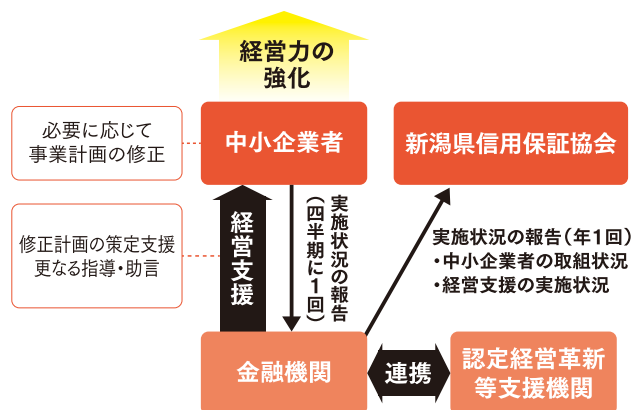 経営力の
強化
必要に応じて
事業計画の修正
中小企業者
新潟県信用保証協会
修正計画の策定支援
更なる指導・助言
経営支援
実施状況の報告
（四半期に1回）
実施状況の報告（年1回）
・中小企業者の取組状況
・経営支援の実施状況
金融機関
連携
認定経営革新
等支援機関